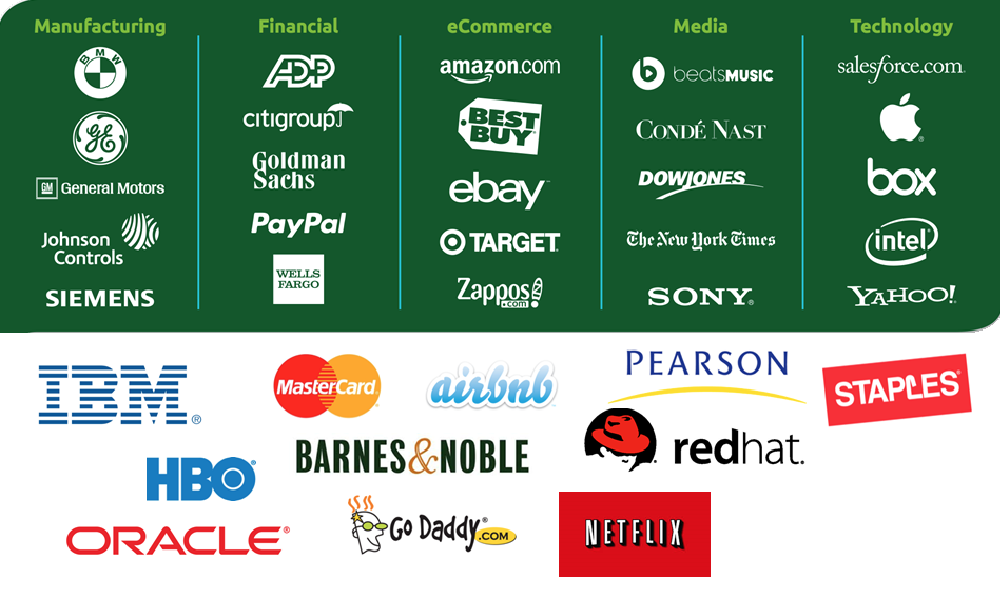 Manufacturing
BMW
GE
GM General Motors
Johnson
Controls
SIEMENS
Financial
ADP
citigroup
Goldman
Sachs
PayPal
WELLS
FARGO
eCommerce
amazon.com
BEST
BUY
ebay™
TARGET
Zappos
.com
Media
b beatsMUSIC
CONDÉ NAST
DOWJONES
The New York Times
SONY®
Technology
salesforce.com
®
box
intel
YAHOO!
IBM®
MasterCard
airbnb™
PEARSON
STAPLES®
HBO®
BARNES&NOBLE
redhat.
ORACLE®
Go Daddy®.COM
NETFLIX